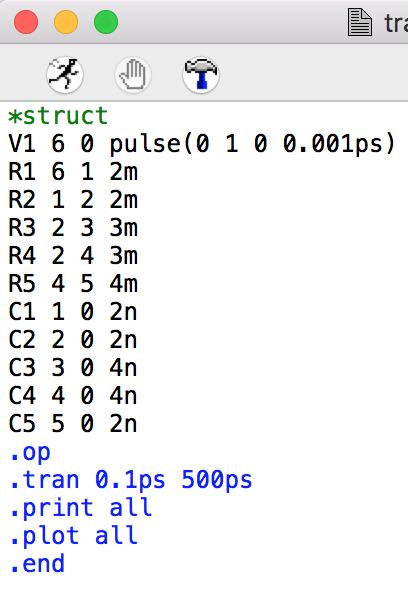 tra
*struct
V1 6 0 pulse(0 1 0 0.001ps)
R1 6 1 2m
R2 1 2 2m
R3 2 3 3m
R4 2 4 3m
R5 4 5 4m
C1 1 0 2n
C2 2 0 2n
C3 3 0 4n
C4 4 0 4n
C5 5 0 2n
.op
.tran 0.1ps 500ps
.print all
.plot all
.end